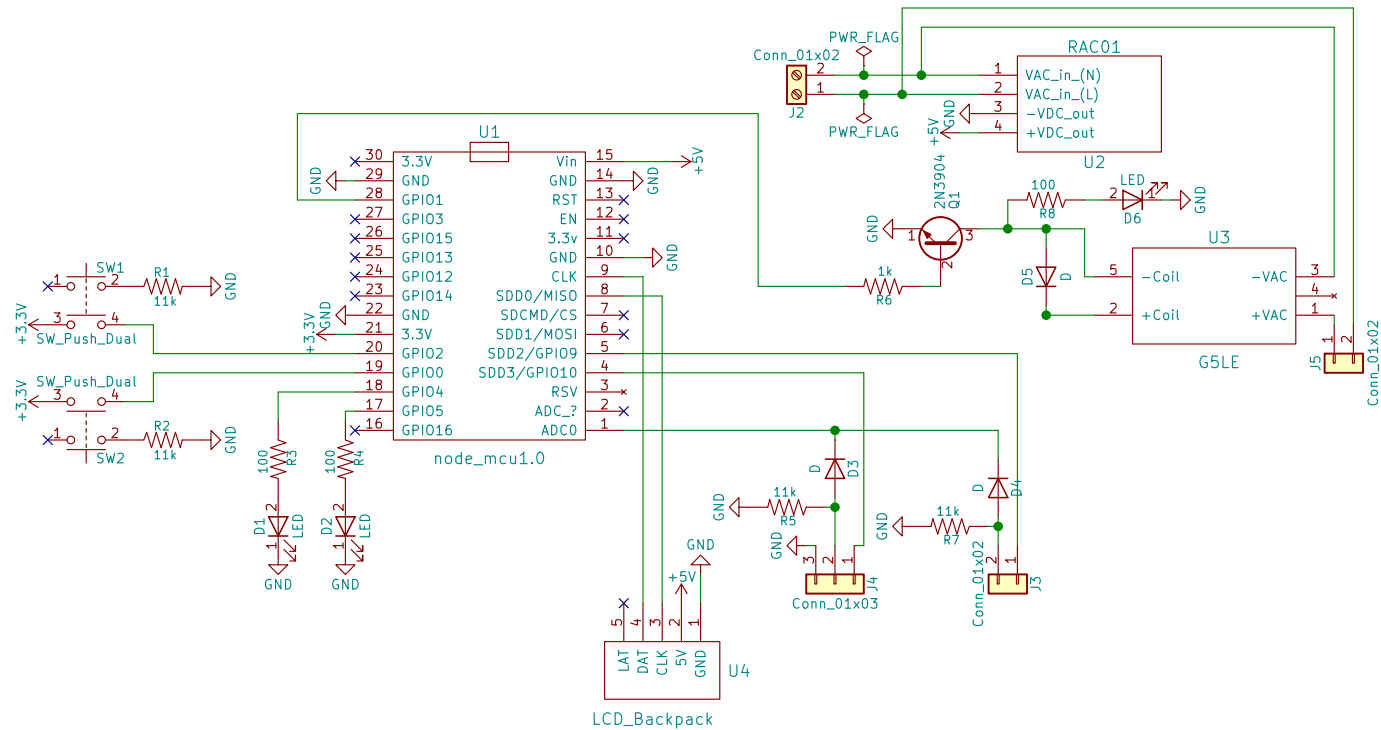 PWR_FLAG
Conn_01x02
2
1
J2
PWR_FLAG
RAC01
1 VAC_in_(N)
2 VAC_in_(L)
GND 3 -VDC_out
+5V 4 +VDC_out
U2
U1
30 3.3V Vin 15 +5V
GND 29 GND GND 14 GND
28 GPIO1 RST 13
27 GPIO3 EN 12
26 GPIO15 3.3v 11
25 GPIO13 GND 10 GND
24 GPIO12 CLK 9
23 GPIO14 SDD0/MISO 8
GND 22 GND SDCMD/CS 7
+3.3V 21 3.3V SDD1/MOSI 6
20 GPIO2 SDD2/GPIO9 5
19 GPIO0 SDD3/GPIO10 4
18 GPIO4 RSV 3
17 GPIO5 ADC_? 2
16 GPIO16 ADC0 1
node_mcu1.0
2N3904
Q1
GND 1 3
2
1k
R6
100
R8
LED
2 1
D6
GND
D5 D
U3
5 -Coil -VAC 3
4
2 +Coil +VAC 1
G5LE
1 2
J5
Conn_01x02
SW1
1 2
R1
11k
GND
+3.3V 3 4
SW_Push_Dual
SW_Push_Dual
+3.3V 3 4
1 2
SW2
R2
11k
GND
100 R3
100 R4
2
D1 LED
1
GND
2
D2 LED
1
GND
D D3
11k
R5
GND
GND
3 2 1
J4
Conn_01x03
D D4
11k
R7
GND
2 1
J3
Conn_01x02
GND
+5V
5 4 3 2 1
LAT DAT CLK 5V GND
U4
LCD_Backpack